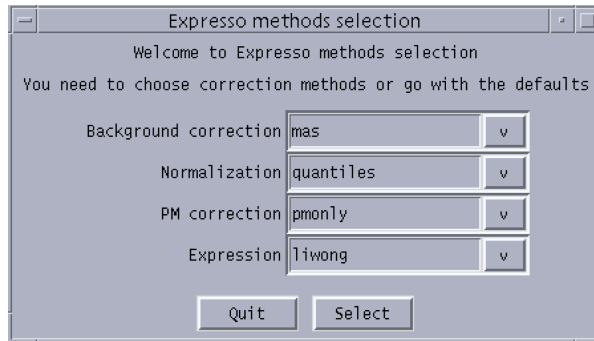 Expresso methods selection
Welcome to Expresso methods selection
You need to choose correction methods or go with the defaults
Background correction mas v
Normalization quantiles v
PM correction pmonly v
Expression liwong v
Quit Select